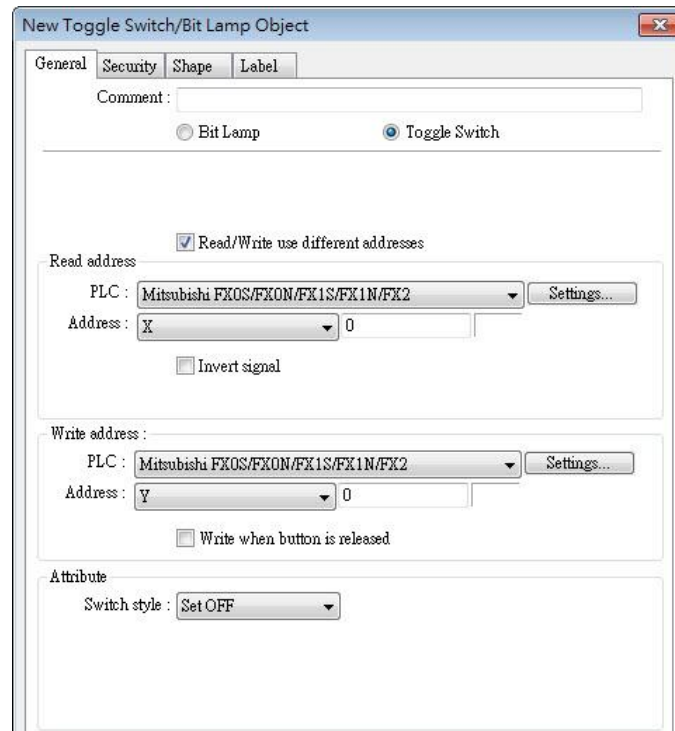 New Toggle Switch/Bit Lamp Object
General Security Shape Label
Comment :
Bit Lamp Toggle Switch
Read/Write use different addresses
Read address
PLC : Mitsubishi FX0S/FX0N/FX1S/FX1N/FX2 Settings...
Address : X 0
Invert signal
Write address :
PLC : Mitsubishi FX0S/FX0N/FX1S/FX1N/FX2 Settings...
Address : Y 0
Write when button is released
Attribute
Switch style : Set OFF